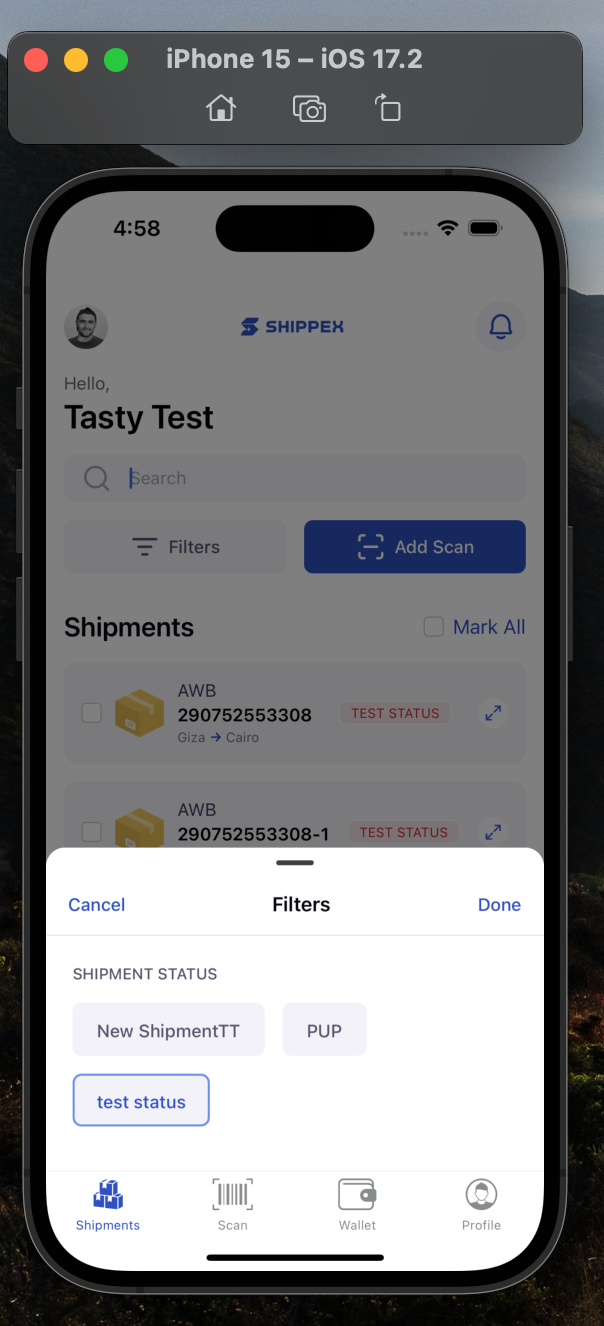 iPhone 15 – iOS 17.2
4:58
SHIPPEX
Hello,
Tasty Test
Search
Filters
Add Scan
Shipments
Mark All
AWB
290752553308
TEST STATUS
Giza → Cairo
AWB
290752553308-1
TEST STATUS
Cancel
Filters
Done
SHIPMENT STATUS
New ShipmentTT
PUP
test status
Shipments
Scan
Wallet
Profile